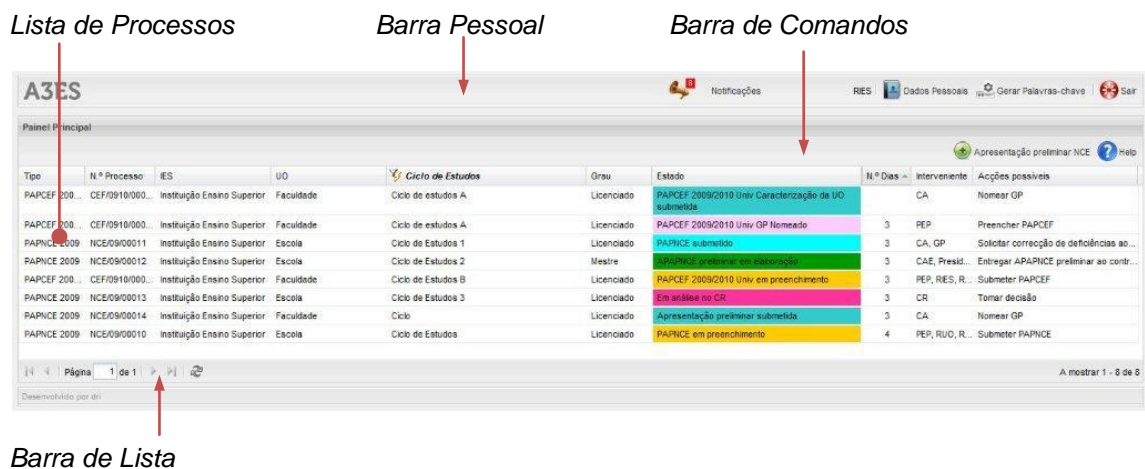 Lista de Processos Barra Pessoal Barra de Comandos
A3ES 8 Notificações RIES Dados Pessoais Gerar Palavras-chave Sair
Painel Principal
Apresentação preliminar NCE ? Help
Tipo N.º Processo IES UO Ciclo de Estudos Grau Estado N.º Dias Interveniente Acções possíveis
PAPCEF 200... CEF/0910/000... Instituição Ensino Superior Faculdade Ciclo de estudos A Licenciado PAPCEF 2009/2010 Univ Caracterização da UO CA Nomear GP
submetida
PAPCEF 200... CEF/0910/000... Instituição Ensino Superior Faculdade Ciclo de estudos A Licenciado PAPCEF 2009/2010 Univ GP Nomeado 3 PEP Preencher PAPCEF
PAPNCE 2009 NCE/09/00011 Instituição Ensino Superior Escola Ciclo de Estudos 1 Licenciado PAPNCE submetido 3 CA, GP Solicitar correcção de deficiências ao...
PAPNCE 2009 NCE/09/00012 Instituição Ensino Superior Escola Ciclo de Estudos 2 Mestre APAPNCE preliminar em elaboração 3 CAE, Presid... Entregar APAPNCE preliminar ao contr...
PAPCEF 200... CEF/0910/000... Instituição Ensino Superior Faculdade Ciclo de Estudos B Licenciado PAPCEF 2009/2010 Univ em preenchimento 3 PEP, RIES, R... Submeter PAPCEF
PAPNCE 2009 NCE/09/00013 Instituição Ensino Superior Escola Ciclo de Estudos 3 Licenciado Em análise no CR 3 CR Tomar decisão
PAPNCE 2009 NCE/09/00014 Instituição Ensino Superior Faculdade Ciclo Licenciado Apresentação preliminar submetida 3 CA Nomear GP
PAPNCE 2009 NCE/09/00010 Instituição Ensino Superior Escola Ciclo de Estudos Licenciado PAPNCE em preenchimento 4 PEP, RUO, R... Submeter PAPNCE
Página 1 de 1 A mostrar 1 - 8 de 8
Desenvolvido por dri
Barra de Lista